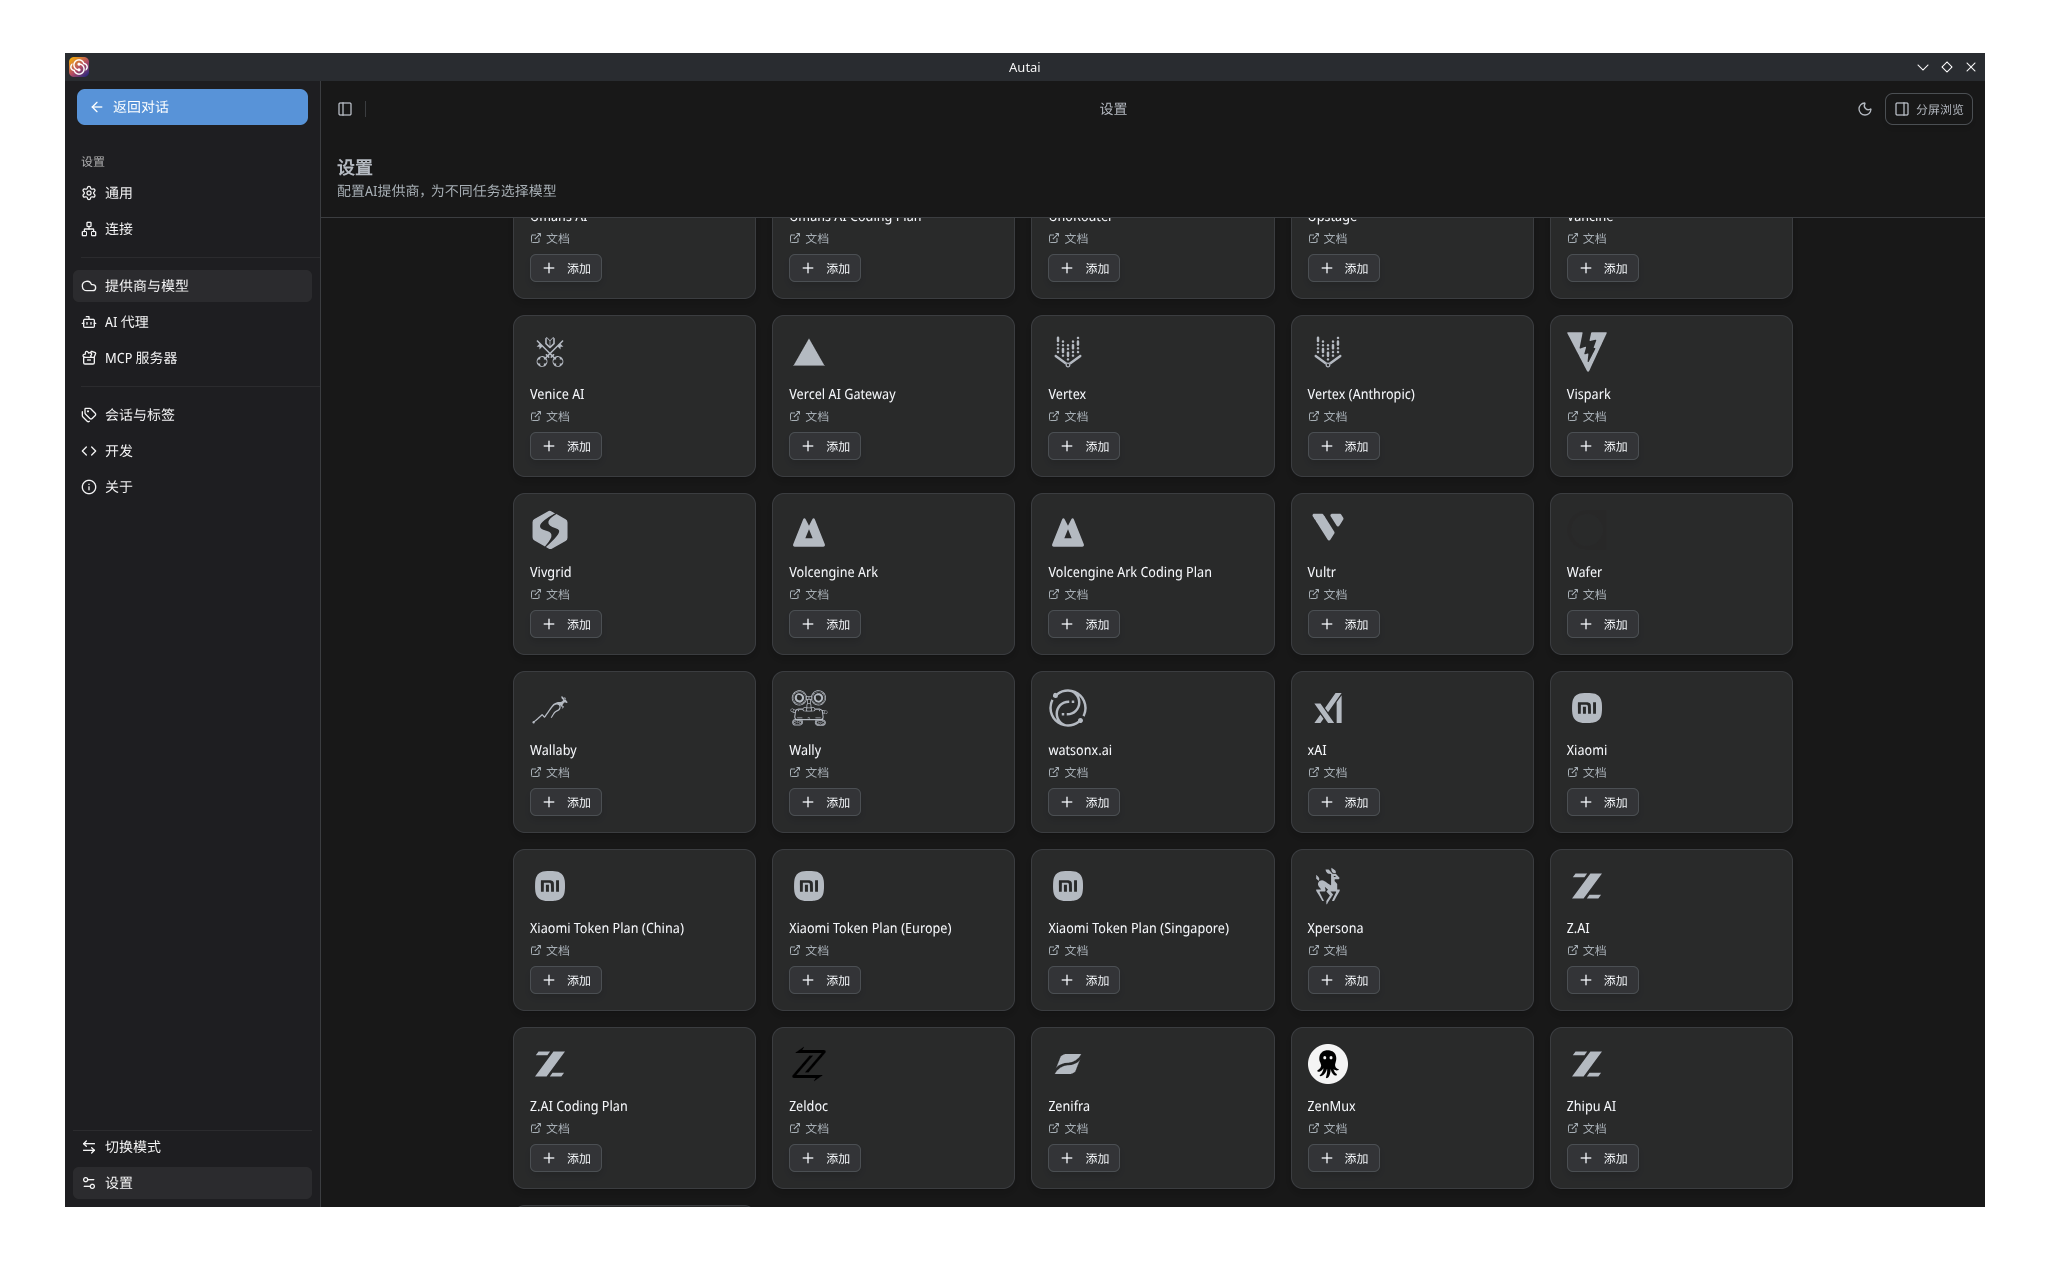 Autai
返回对话
设置
分屏浏览
设置
通用
连接
提供商与模型
AI 代理
MCP 服务器
会话与标签
开发
关于
切换模式
设置
设置
配置AI提供商，为不同任务选择模型
Umans AI
Umans AI Coding Plan
UnoRouter
Upstage
文档
文档
文档
文档
文档
添加
添加
添加
添加
添加
Venice AI
Vercel AI Gateway
Vertex
Vertex (Anthropic)
Vispark
文档
文档
文档
文档
文档
添加
添加
添加
添加
添加
Vivgrid
Volcengine Ark
Volcengine Ark Coding Plan
Vultr
Wafer
文档
文档
文档
文档
文档
添加
添加
添加
添加
添加
Wallaby
Wally
watsonx.ai
xAI
Xiaomi
文档
文档
文档
文档
文档
添加
添加
添加
添加
添加
Xiaomi Token Plan (China)
Xiaomi Token Plan (Europe)
Xiaomi Token Plan (Singapore)
Xpersona
Z.AI
文档
文档
文档
文档
文档
添加
添加
添加
添加
添加
Z.AI Coding Plan
Zeldoc
Zenifra
ZenMux
Zhipu AI
文档
文档
文档
文档
文档
添加
添加
添加
添加
添加